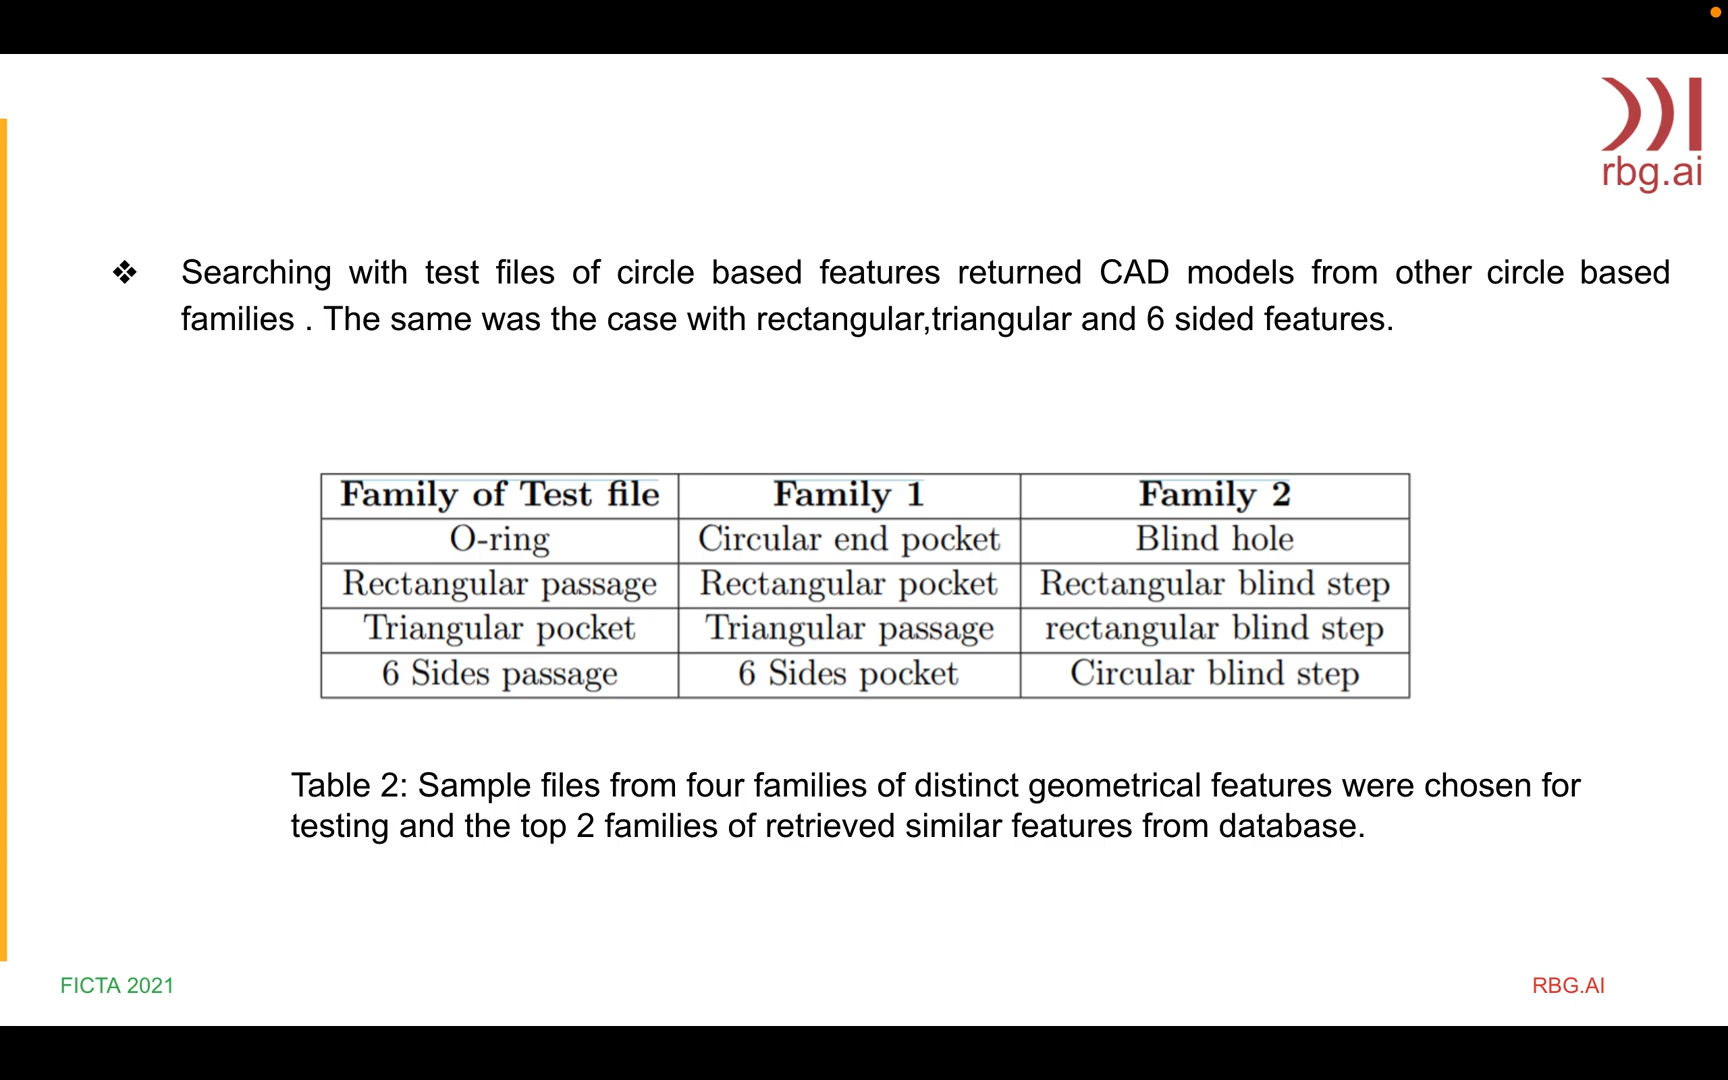 rbg.ai
❖ Searching with test files of circle based features returned CAD models from other circle based
families . The same was the case with rectangular,triangular and 6 sided features.
Family of Test file Family 1 Family 2
O-ring Circular end pocket Blind hole
Rectangular passage Rectangular pocket Rectangular blind step
Triangular pocket Triangular passage rectangular blind step
6 Sides passage 6 Sides pocket Circular blind step
Table 2: Sample files from four families of distinct geometrical features were chosen for
testing and the top 2 families of retrieved similar features from database.
FICTA 2021 RBG.AI